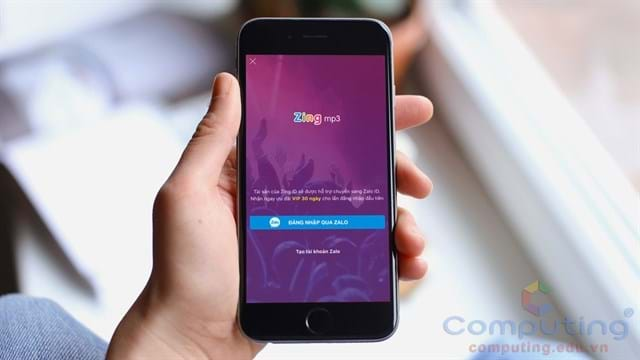 ×
Zing mp3
Tài sản của Zing ID sẽ được hỗ trợ chuyển sang Zalo ID.
Nhận ngay ưu đãi VIP 30 ngày cho lần đăng nhập đầu tiên
Zalo ĐĂNG NHẬP QUA ZALO
Tạo tài khoản Zalo
Computing®
computing.edu.vn